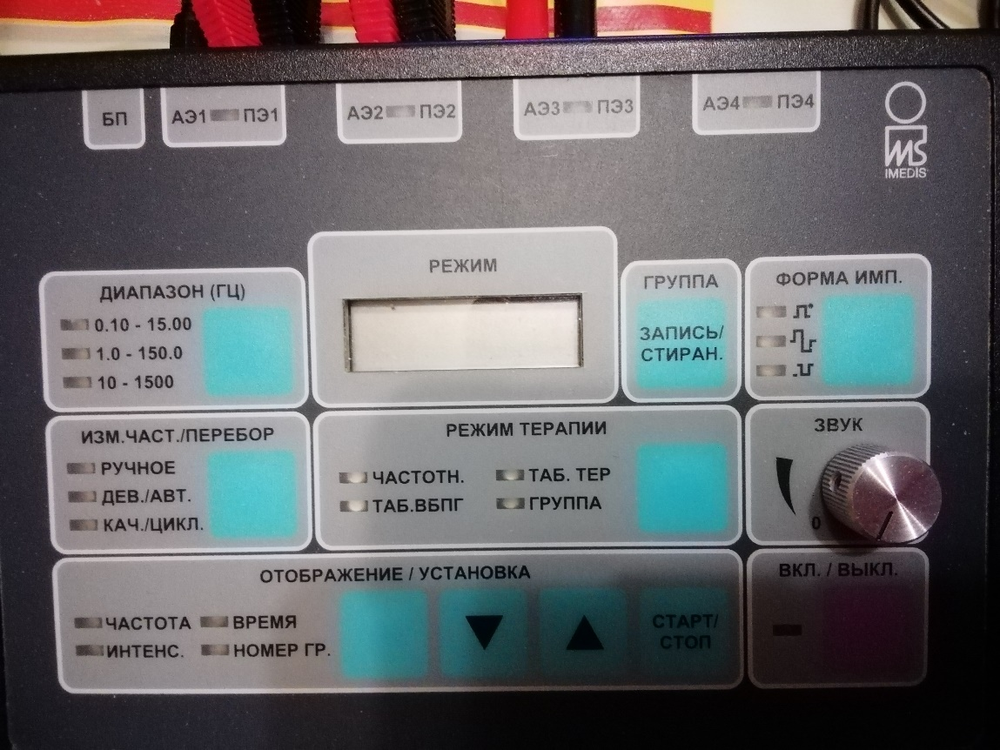 БП
АЭ1 ПЭ1
АЭ2 ПЭ2
АЭ3 ПЭ3
АЭ4 ПЭ4
IMEDIS
РЕЖИМ
ДИАПАЗОН (ГЦ)
0.10 - 15.00
1.0 - 150.0
10 - 1500
ГРУППА
ЗАПИСЬ/
СТИРАН.
ФОРМА ИМП.
ИЗМ.ЧАСТ./ПЕРЕБОР
РУЧНОЕ
ДЕВ./АВТ.
КАЧ./ЦИКЛ.
РЕЖИМ ТЕРАПИИ
ЧАСТОТН.
ТАБ. ТЕР
ТАБ.ВБПГ
ГРУППА
ЗВУК
0
ОТОБРАЖЕНИЕ / УСТАНОВКА
ЧАСТОТА
ВРЕМЯ
ИНТЕНС.
НОМЕР ГР.
СТАРТ/
СТОП
ВКЛ. / ВЫКЛ.